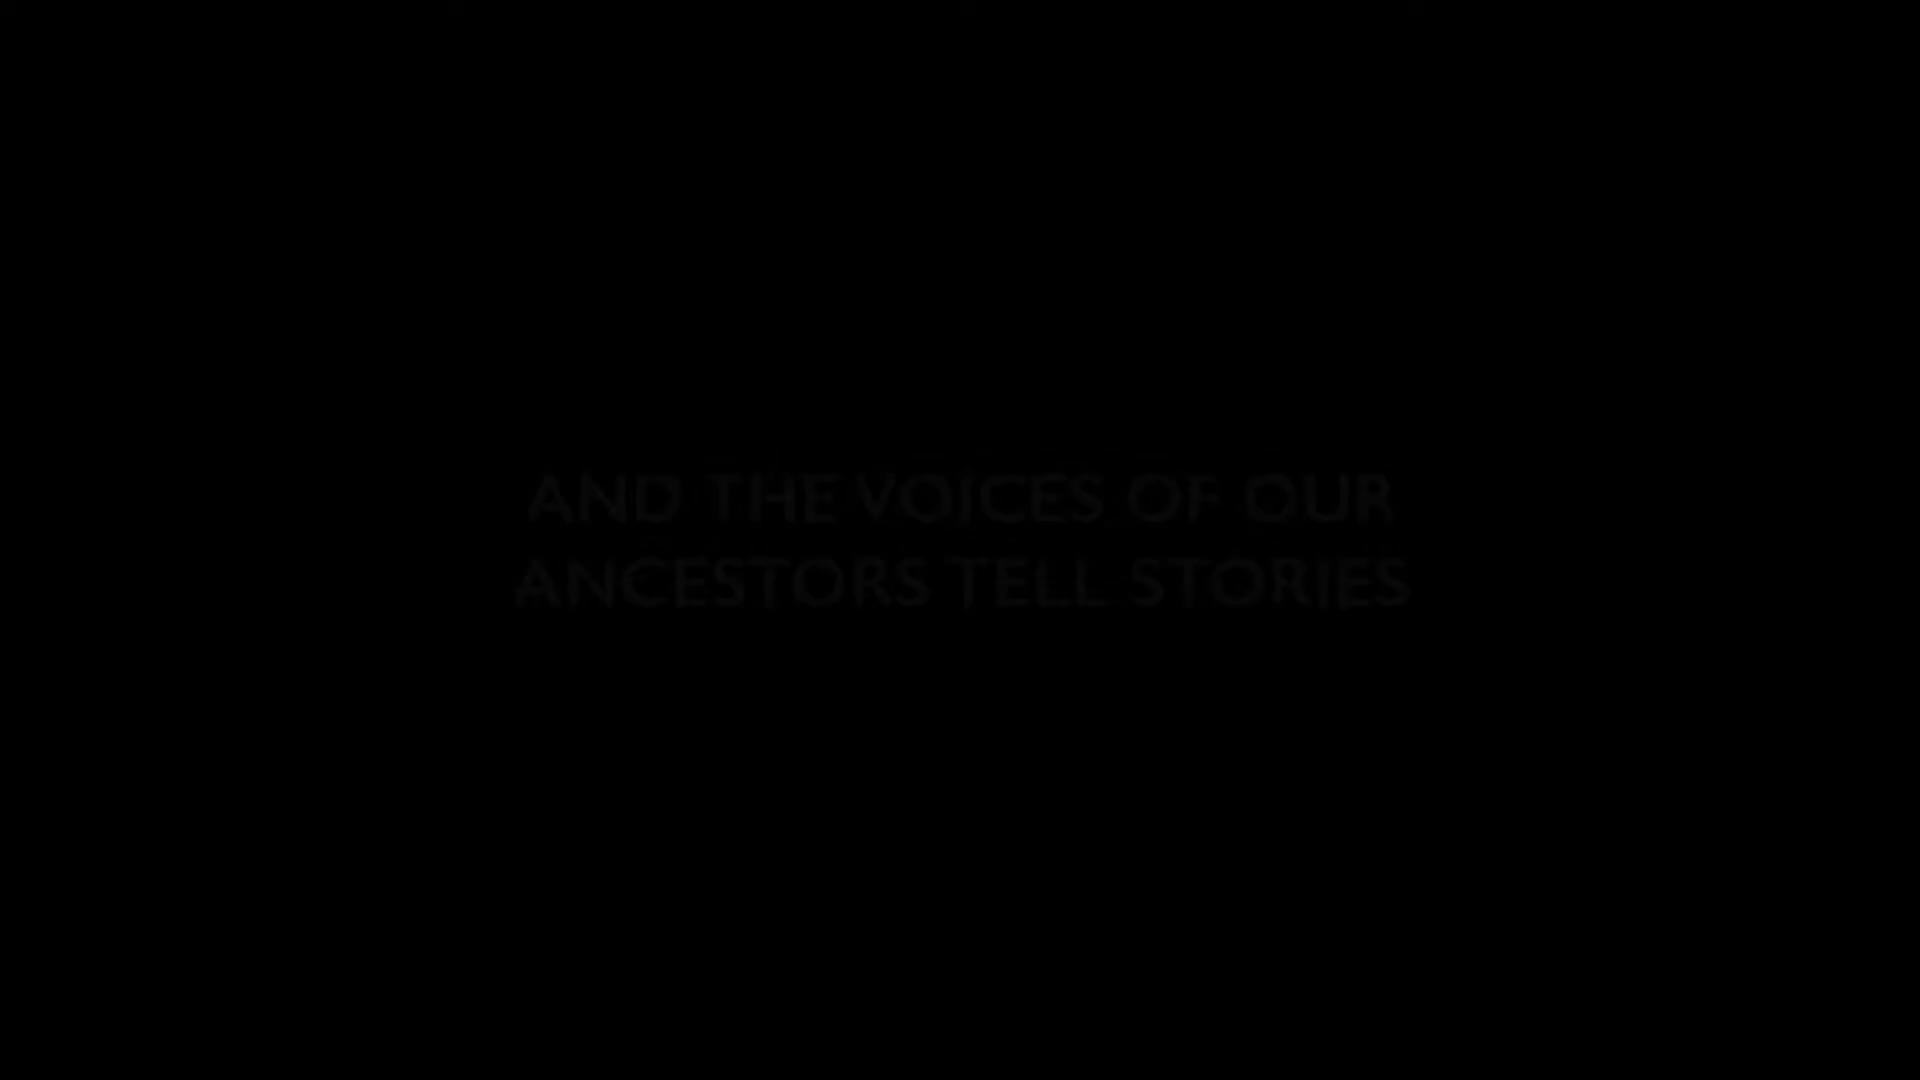 AND THE VOICES OF OUR
ANCESTORS TELL STORIES